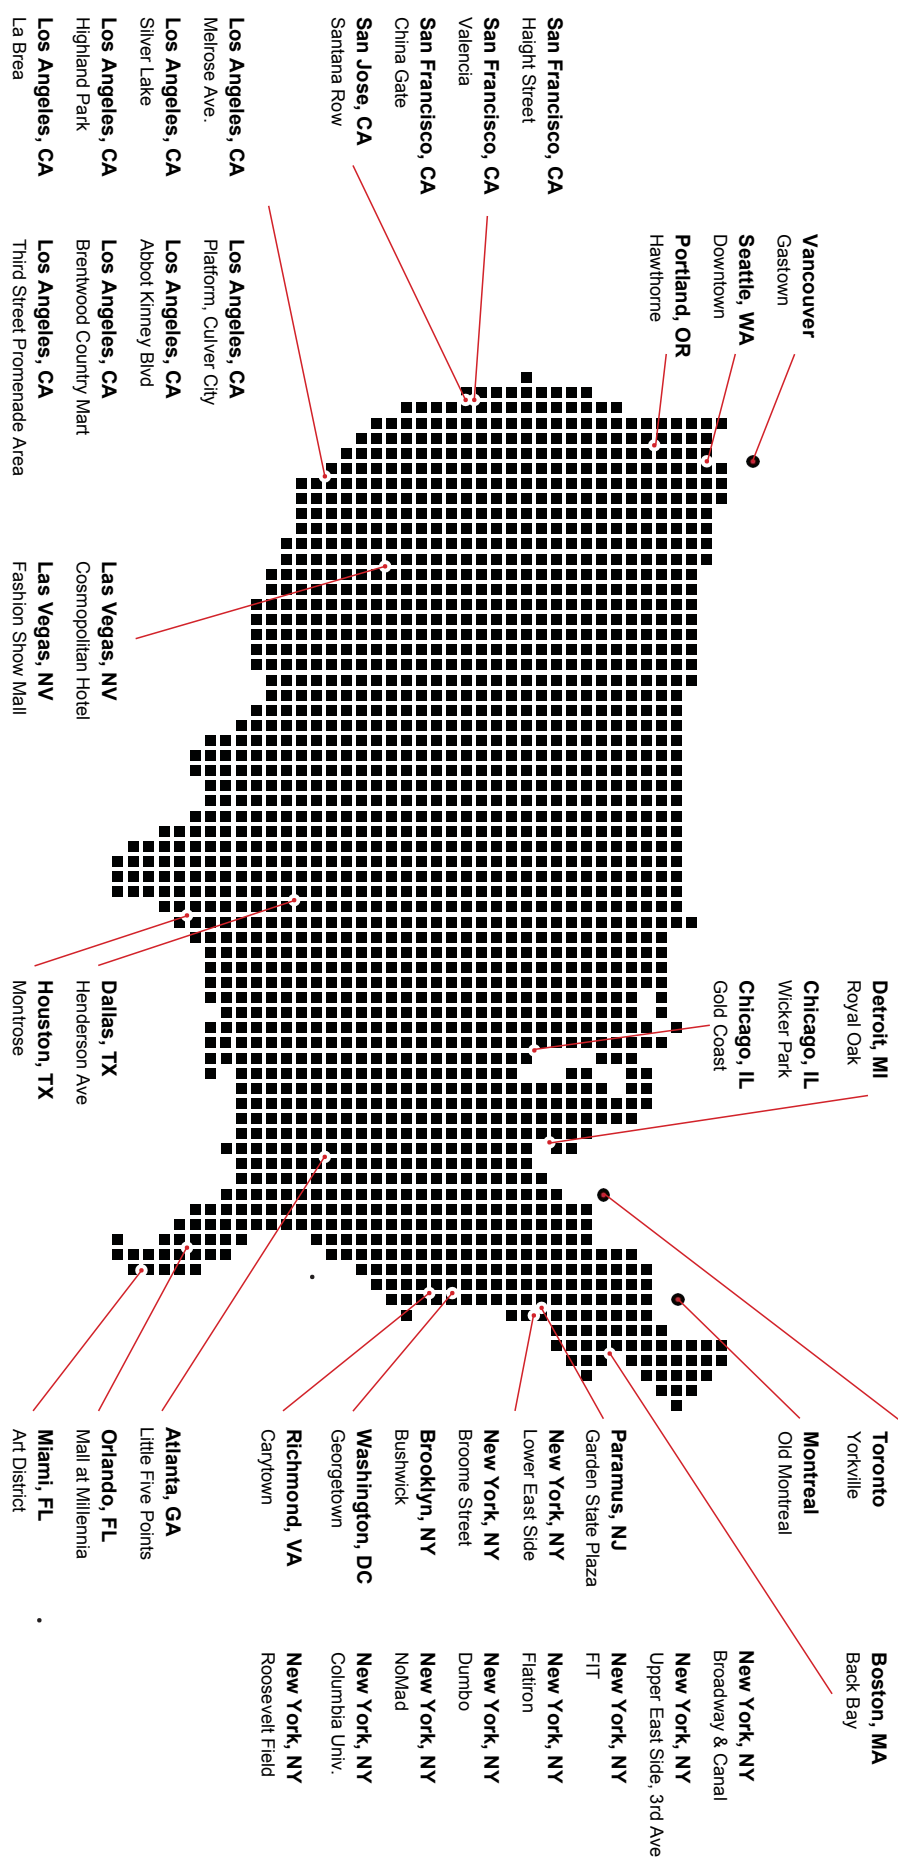 Vancouver
Gastown
Seattle, WA
Downtown
Portland, OR
Hawthorne
San Francisco, CA
Haight Street
San Francisco, CA
Valencia
San Francisco, CA
China Gate
San Jose, CA
Santana Row
Los Angeles, CA
Melrose Ave.
Los Angeles, CA
Silver Lake
Los Angeles, CA
Highland Park
Los Angeles, CA
La Brea
Los Angeles, CA
Platform, Culver City
Los Angeles, CA
Abbot Kinney Blvd
Los Angeles, CA
Brentwood Country Mart
Los Angeles, CA
Third Street Promenade Area
Las Vegas, NV
Cosmopolitan Hotel
Las Vegas, NV
Fashion Show Mall
Detroit, MI
Royal Oak
Chicago, IL
Wicker Park
Chicago, IL
Gold Coast
Dallas, TX
Henderson Ave
Houston, TX
Montrose
Toronto
Yorkville
Montreal
Old Montreal
Paramus, NJ
Garden State Plaza
New York, NY
Lower East Side
New York, NY
Broome Street
Brooklyn, NY
Bushwick
Washington, DC
Georgetown
Richmond, VA
Carytown
Atlanta, GA
Little Five Points
Orlando, FL
Mall at Millennia
Miami, FL
Art District
Boston, MA
Back Bay
New York, NY
Broadway & Canal
New York, NY
Upper East Side, 3rd Ave
New York, NY
FIT
New York, NY
Flatiron
New York, NY
Dumbo
New York, NY
NoMad
New York, NY
Columbia Univ.
New York, NY
Roosevelt Field